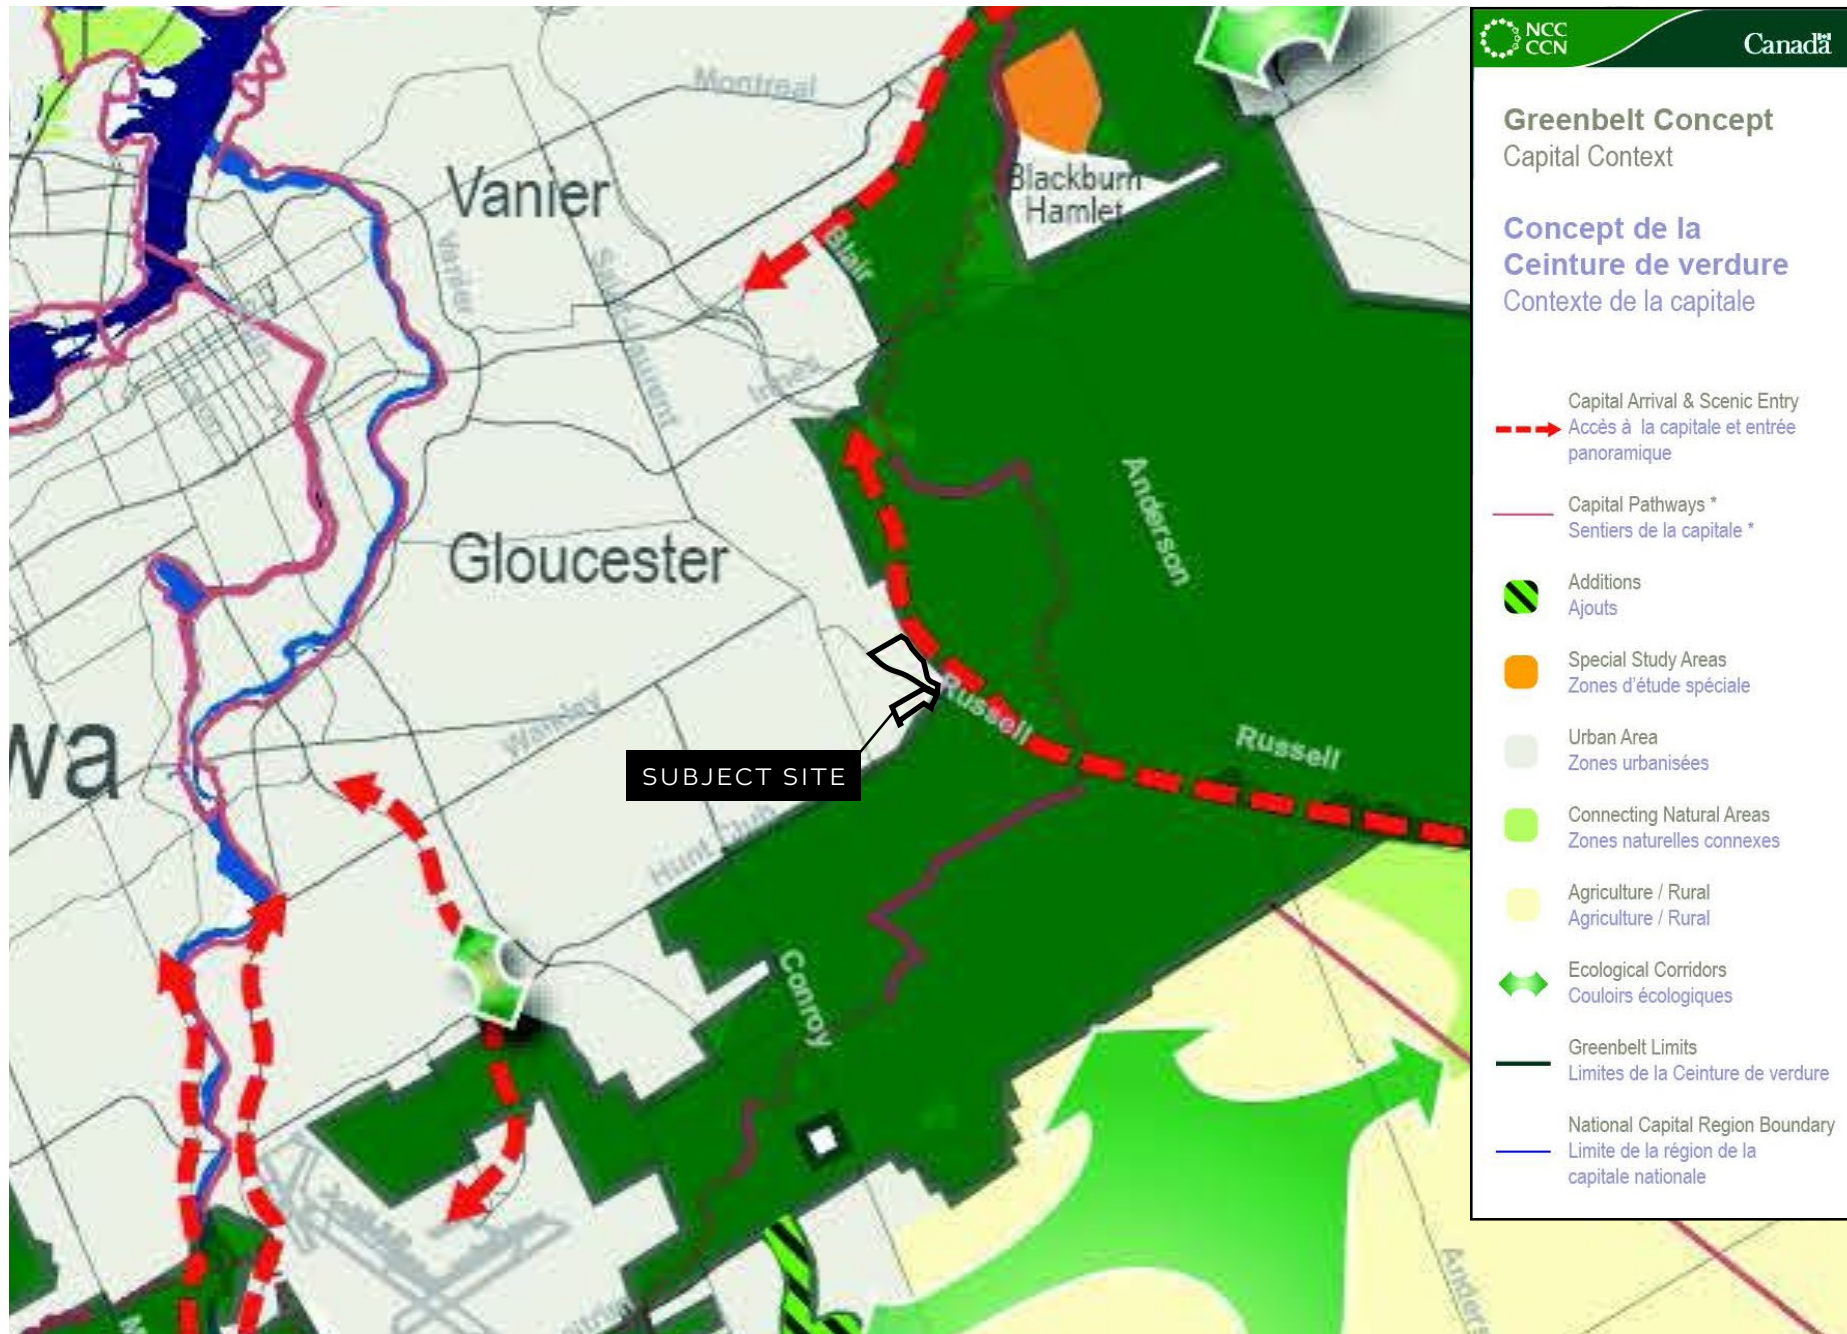 Montreal
Vanier
Vanier
Blair
Blackburn
Hamlet
Innes
Anderson
Gloucester
Walkley
Russell
Russell
wa
SUBJECT SITE
Hunt Club
Conroy
Anders
NCC
CCN
Canada
Greenbelt Concept
Capital Context
Concept de la
Ceinture de verdure
Contexte de la capitale
Capital Arrival & Scenic Entry
Accès à la capitale et entrée
panoramique
Capital Pathways *
Sentiers de la capitale *
Additions
Ajouts
Special Study Areas
Zones d'étude spéciale
Urban Area
Zones urbanisées
Connecting Natural Areas
Zones naturelles connexes
Agriculture / Rural
Agriculture / Rural
Ecological Corridors
Couloirs écologiques
Greenbelt Limits
Limites de la Ceinture de verdure
National Capital Region Boundary
Limite de la région de la
capitale nationale